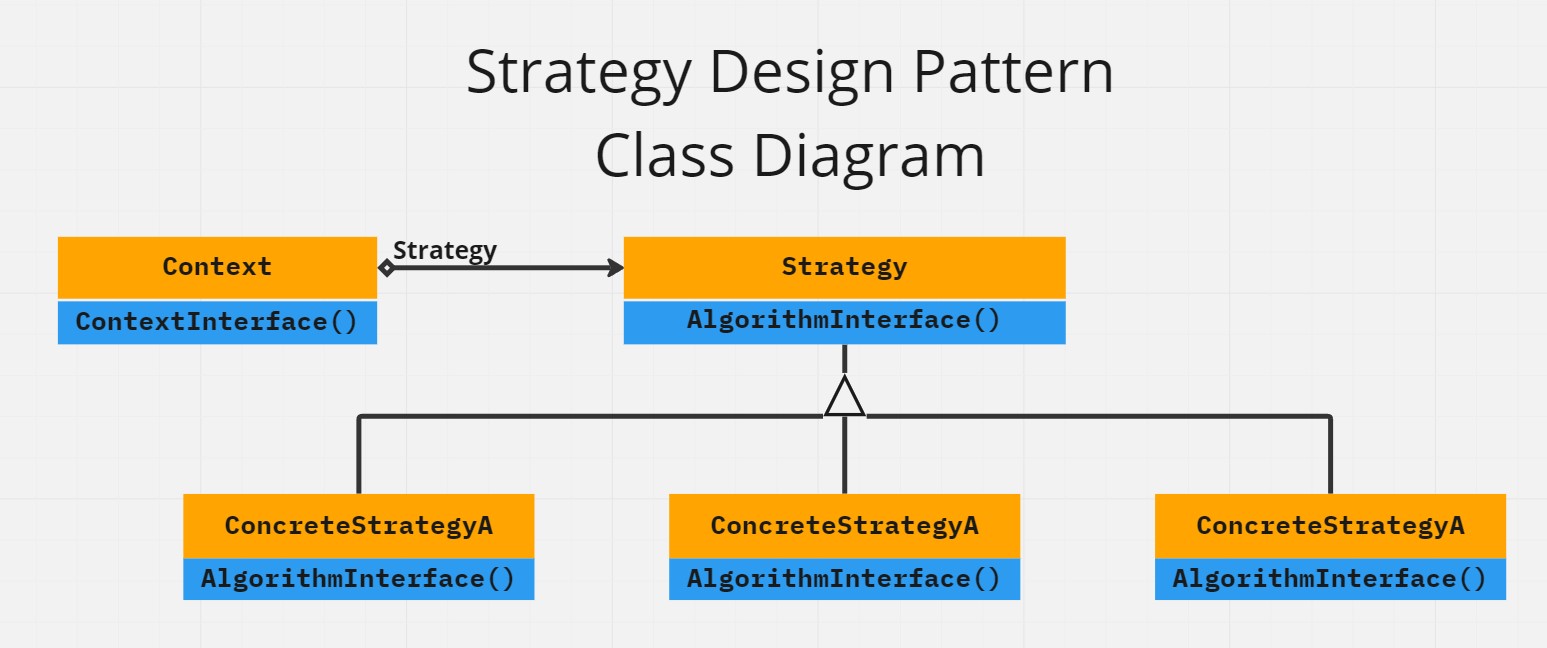 Strategy Design Pattern
Class Diagram
Context
Strategy
Strategy
ContextInterface()
AlgorithmInterface()
ConcreteStrategyA
ConcreteStrategyA
ConcreteStrategyA
AlgorithmInterface()
AlgorithmInterface()
AlgorithmInterface()